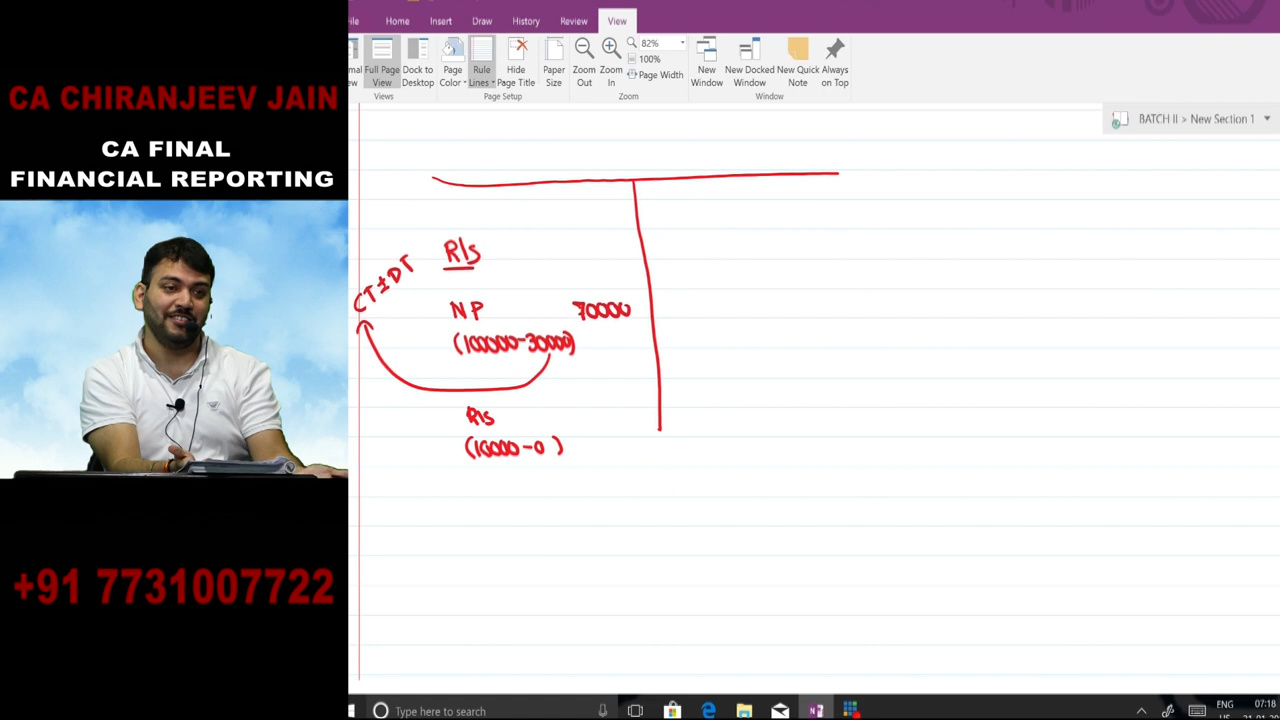 CA CHIRANJEEV JAIN
CA FINAL
FINANCIAL REPORTING
+91 7731007722
Home Insert Draw History Review View
Full Page View
Dock to Desktop
Views
Page Color
Rule Lines
Hide Page Title
Paper Size
Page Setup
Zoom Out
Zoom In
82%
100%
Page Width
Zoom
New Window
New Docked Window
New Quick Note
Always on Top
Window
BATCH II > New Section 1
CT±DT
R/s
NP 70000
(100000-30000)
R/s
(10000-0)
Type here to search
ENG
07:18